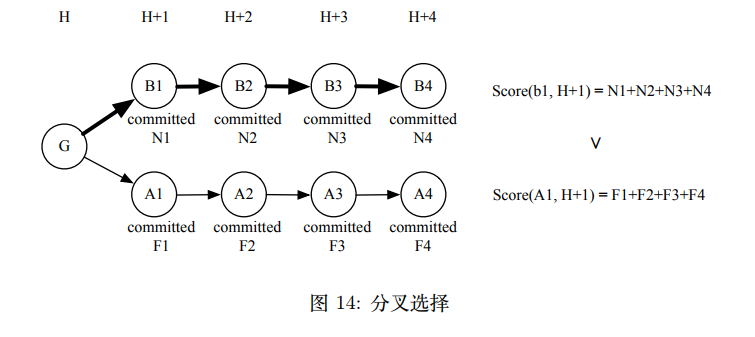 H H+1 H+2 H+3 H+4
B1 B2 B3 B4
committed committed committed committed
N1 N2 N3 N4
Score(b1, H+1) = N1+N2+N3+N4
G
V
A1 A2 A3 A4
committed committed committed committed
F1 F2 F3 F4
Score(A1, H+1) = F1+F2+F3+F4
图 14: 分叉选择